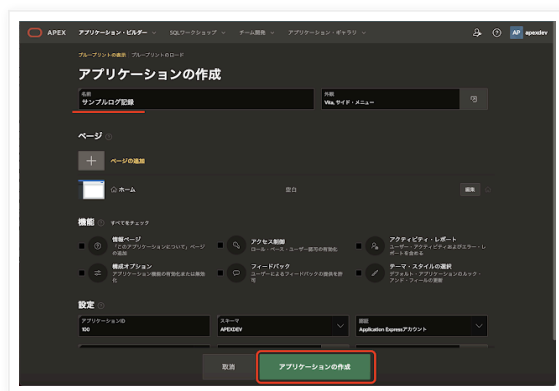 APEX アプリケーション・ビルダー SQLワークショップ チーム開発 アプリケーション・ギャラリ AP apexdev
ブループリントの表示 ブループリントのロード
アプリケーションの作成
名前
サンプルログ記録
外観
Vita, サイド・メニュー
ページ
ページの追加
ホーム 空白 編集
機能 すべてをチェック
情報ページ
「このアプリケーションについて」ページの追加
アクセス制御
ロール・ベース・ユーザー認可の有効化
アクティビティ・レポート
ユーザー・アクティビティおよびエラー・レポートを含める
構成オプション
アプリケーション機能の有効化または無効化
フィードバック
ユーザーによるフィードバックの提供を許可
テーマ・スタイルの選択
デフォルト・アプリケーションのルック・アンド・フィールの更新
設定
アプリケーションID
100
スキーマ
APEXDEV
認証
Application Expressアカウント
取消 アプリケーションの作成